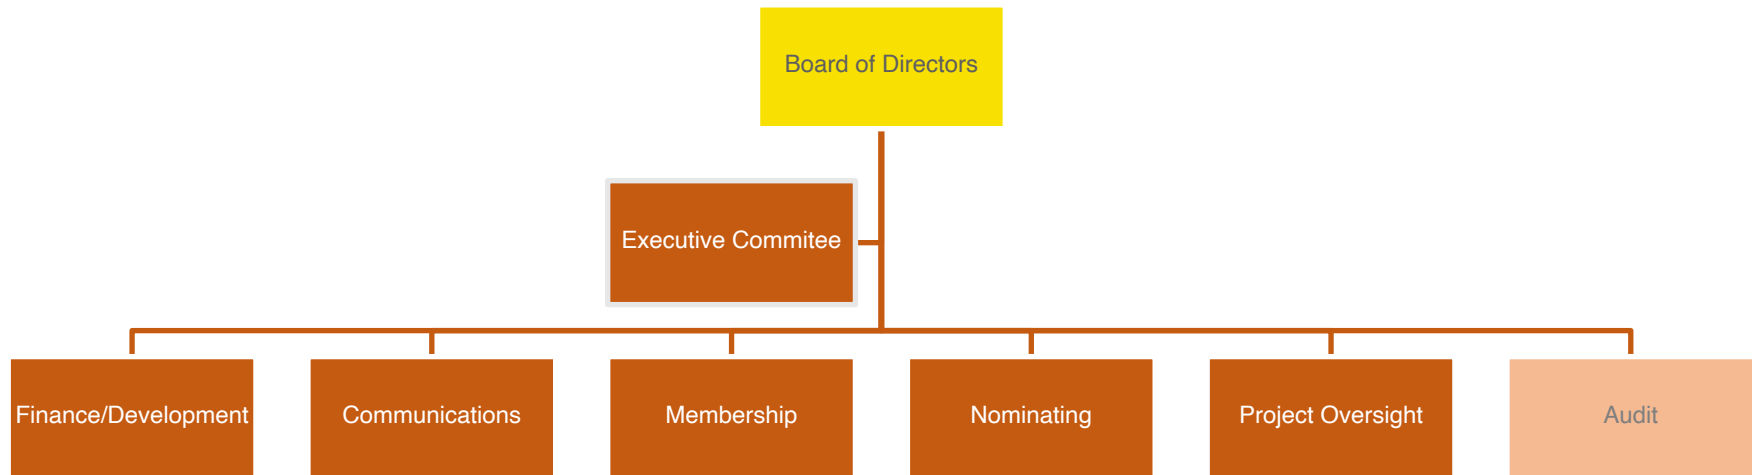 Board of Directors
Executive Commitee
Finance/Development
Communications
Membership
Nominating
Project Oversight
Audit